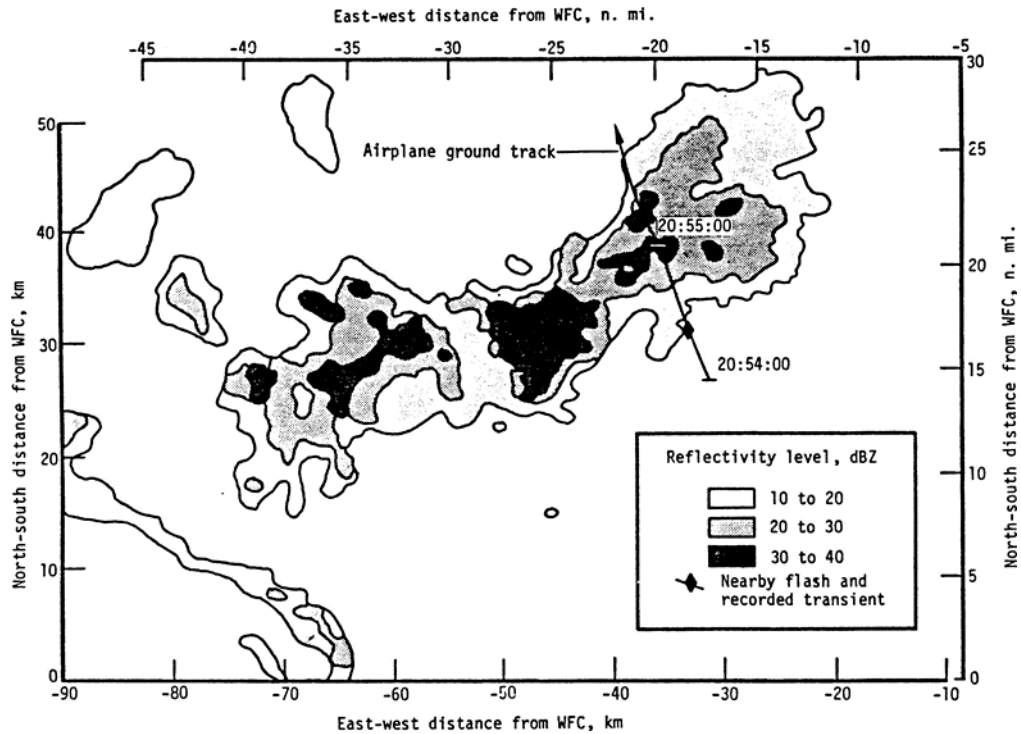 East-west distance from WFC, n. mi.
-45 -40 -35 -30 -25 -20 -15 -10 -5
30
25
20
15
10
5
0
North-south distance from WFC, n. mi.
50
40
30
20
10
0
North-south distance from WFC, km
Airplane ground track
20:55:00
20:54:00
Reflectivity level, dBZ
10 to 20
20 to 30
30 to 40
Nearby flash and
recorded transient
-90 -80 -70 -60 -50 -40 -30 -20 -10
East-west distance from WFC, km